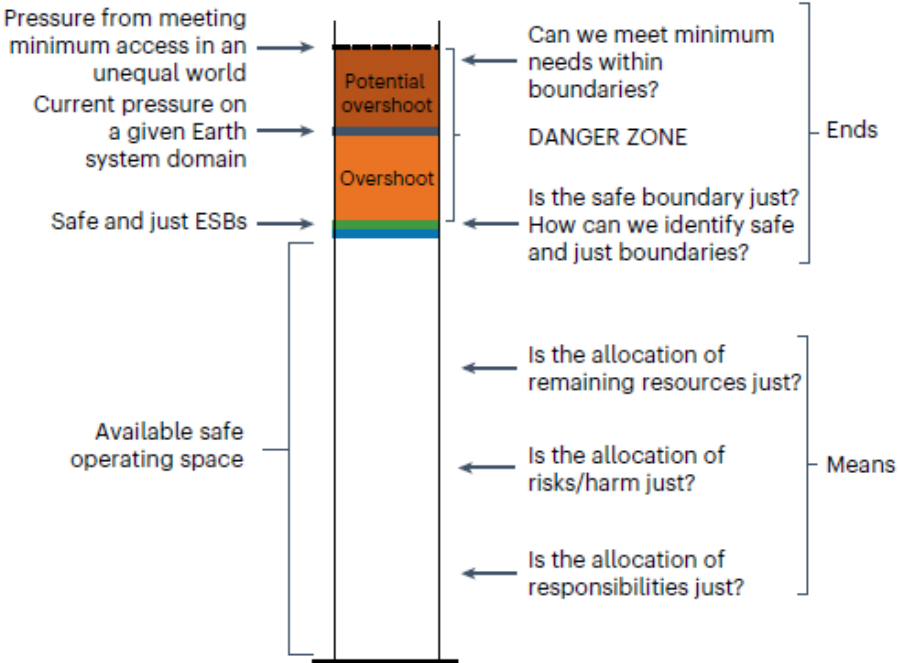 Pressure from meeting
minimum access in an
unequal world
Current pressure on
a given Earth
system domain
Safe and just ESBs
Available safe
operating space
Potential
overshoot
Overshoot
Can we meet minimum
needs within
boundaries?
DANGER ZONE
Is the safe boundary just?
How can we identify safe
and just boundaries?
Is the allocation of
remaining resources just?
Is the allocation of
risks/harm just?
Is the allocation of
responsibilities just?
Ends
Means